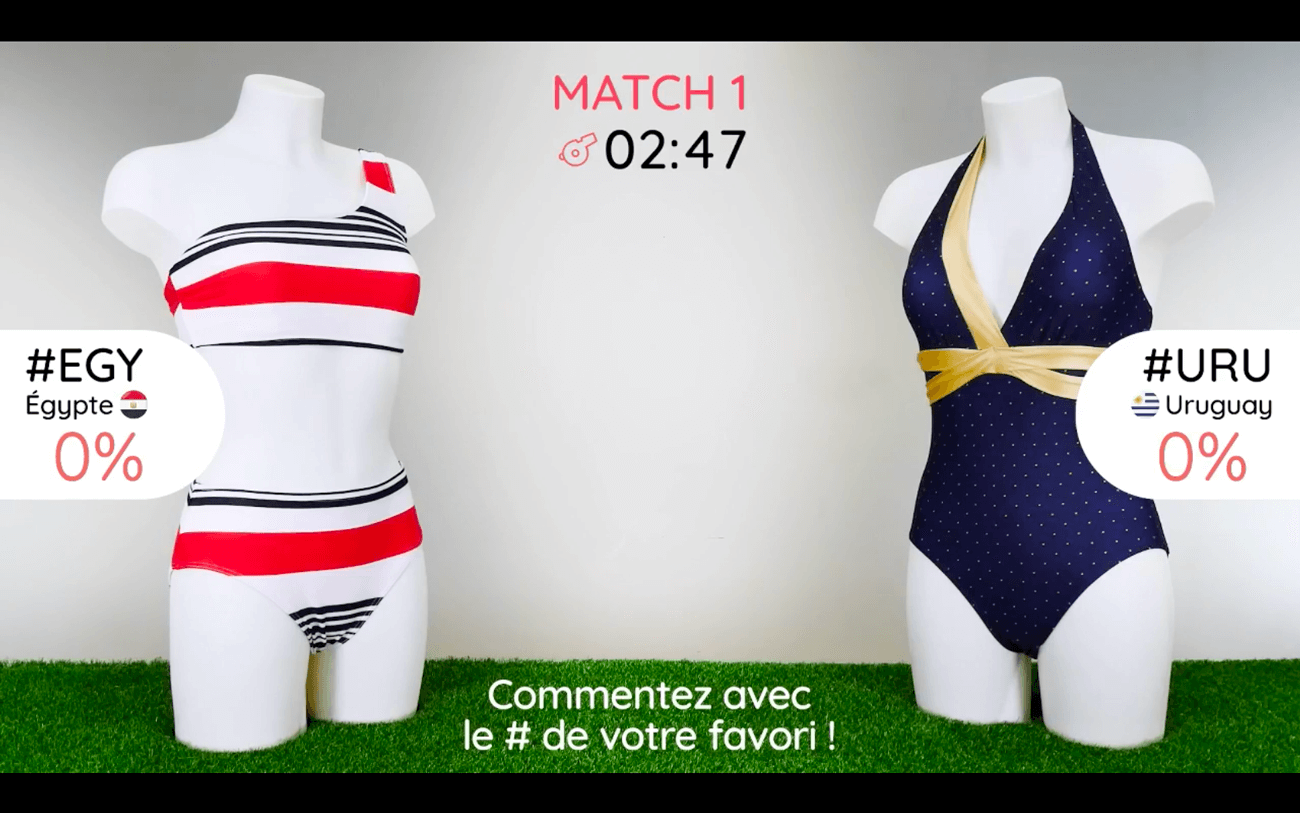 MATCH 1
02:47
#EGY
Égypte
0%
#URU
Uruguay
0%
Commentez avec
le # de votre favori !